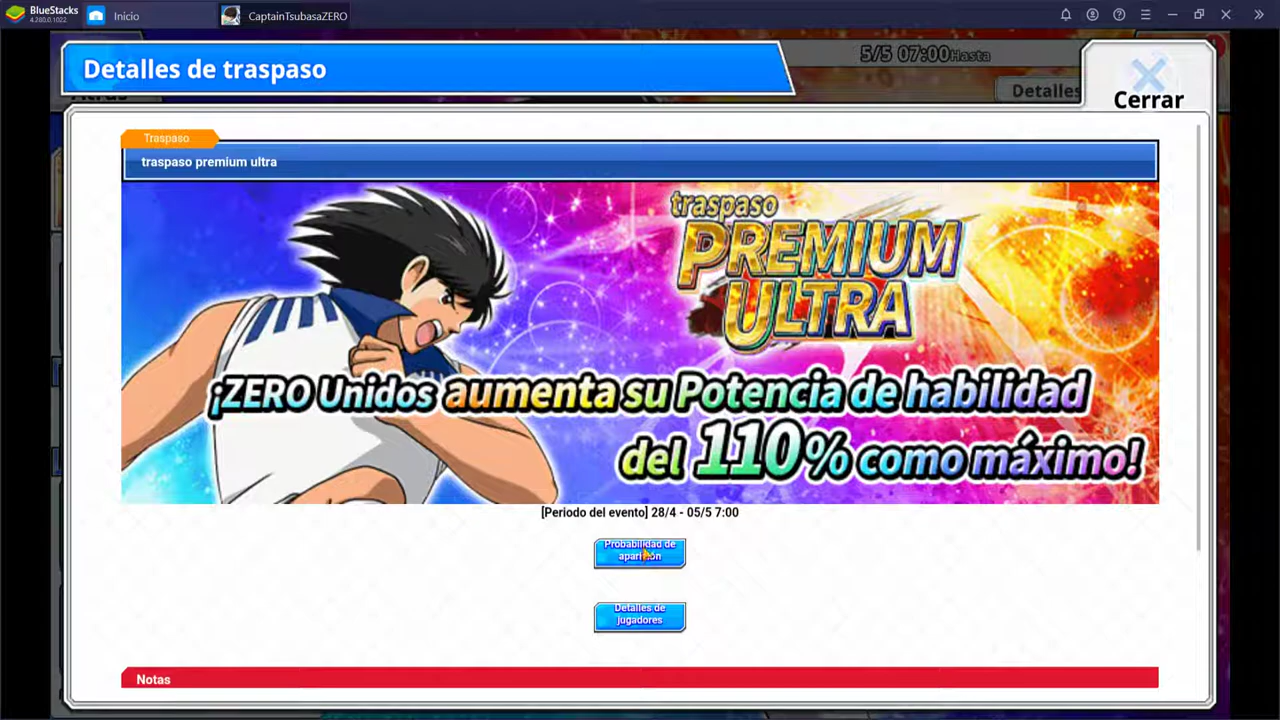 BlueStacks
4.280.0.1022
Inicio
CaptainTsubasaZERO
Detalles de traspaso
5/5 07:00Hasta
Atrás
Detalles
Cerrar
Traspaso
traspaso premium ultra
traspaso
PREMIUM
ULTRA
¡ZERO Unidos aumenta su Potencia de habilidad
del 110% como máximo!
[Periodo del evento] 28/4 - 05/5 7:00
Probabilidad de
aparición
Detalles de
jugadores
Notas